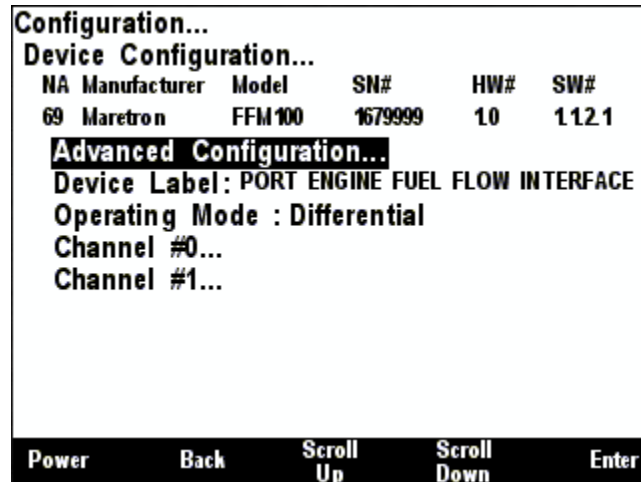 Configuration...
Device Configuration...
NA Manufacturer Model SN# HW# SW#
69 Maretron FFM100 1679999 1.0 1.1.2.1
Advanced Configuration...
Device Label: PORT ENGINE FUEL FLOW INTERFACE
Operating Mode : Differential
Channel #0...
Channel #1...
Power Back Scroll Up Scroll Down Enter